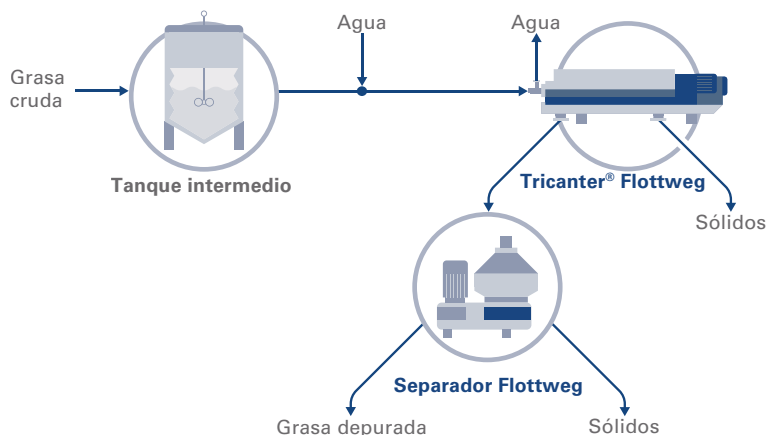 Agua
Agua
Grasa
cruda
Tanque intermedio
Tricanter® Flottweg
Sólidos
Separador Flottweg
Grasa depurada
Sólidos